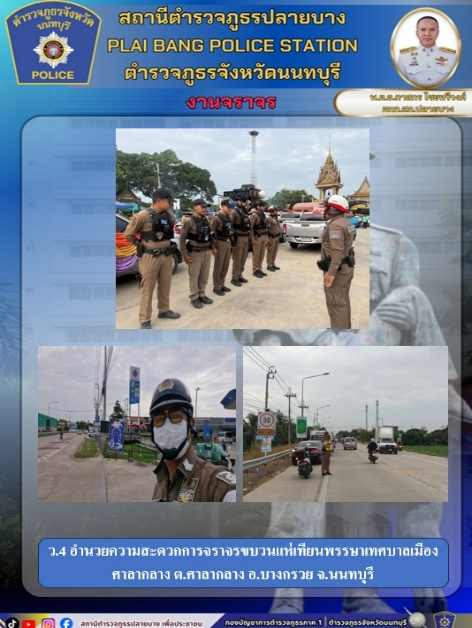 สถานีตำรวจภูธรปลายบาง
PLAI BANG POLICE STATION
ตำรวจภูธรจังหวัดนนทบุรี
งานจราจร
ตำรวจภูธรจังหวัด
นนทบุรี
POLICE
ผกก.สภ.ปลายบาง
ว.4 อำนวยความสะดวกการจราจรขบวนแห่เทียนพรรษาเทศบาลเมือง
ศาลากลาง ต.ศาลากลาง อ.บางกรวย จ.นนทบุรี
สถานีตำรวจภูธรปลายบาง เพื่อประชาชน
กองบัญชาการตำรวจภูธรภาค 1 | ตำรวจภูธรจังหวัดนนทบุรี